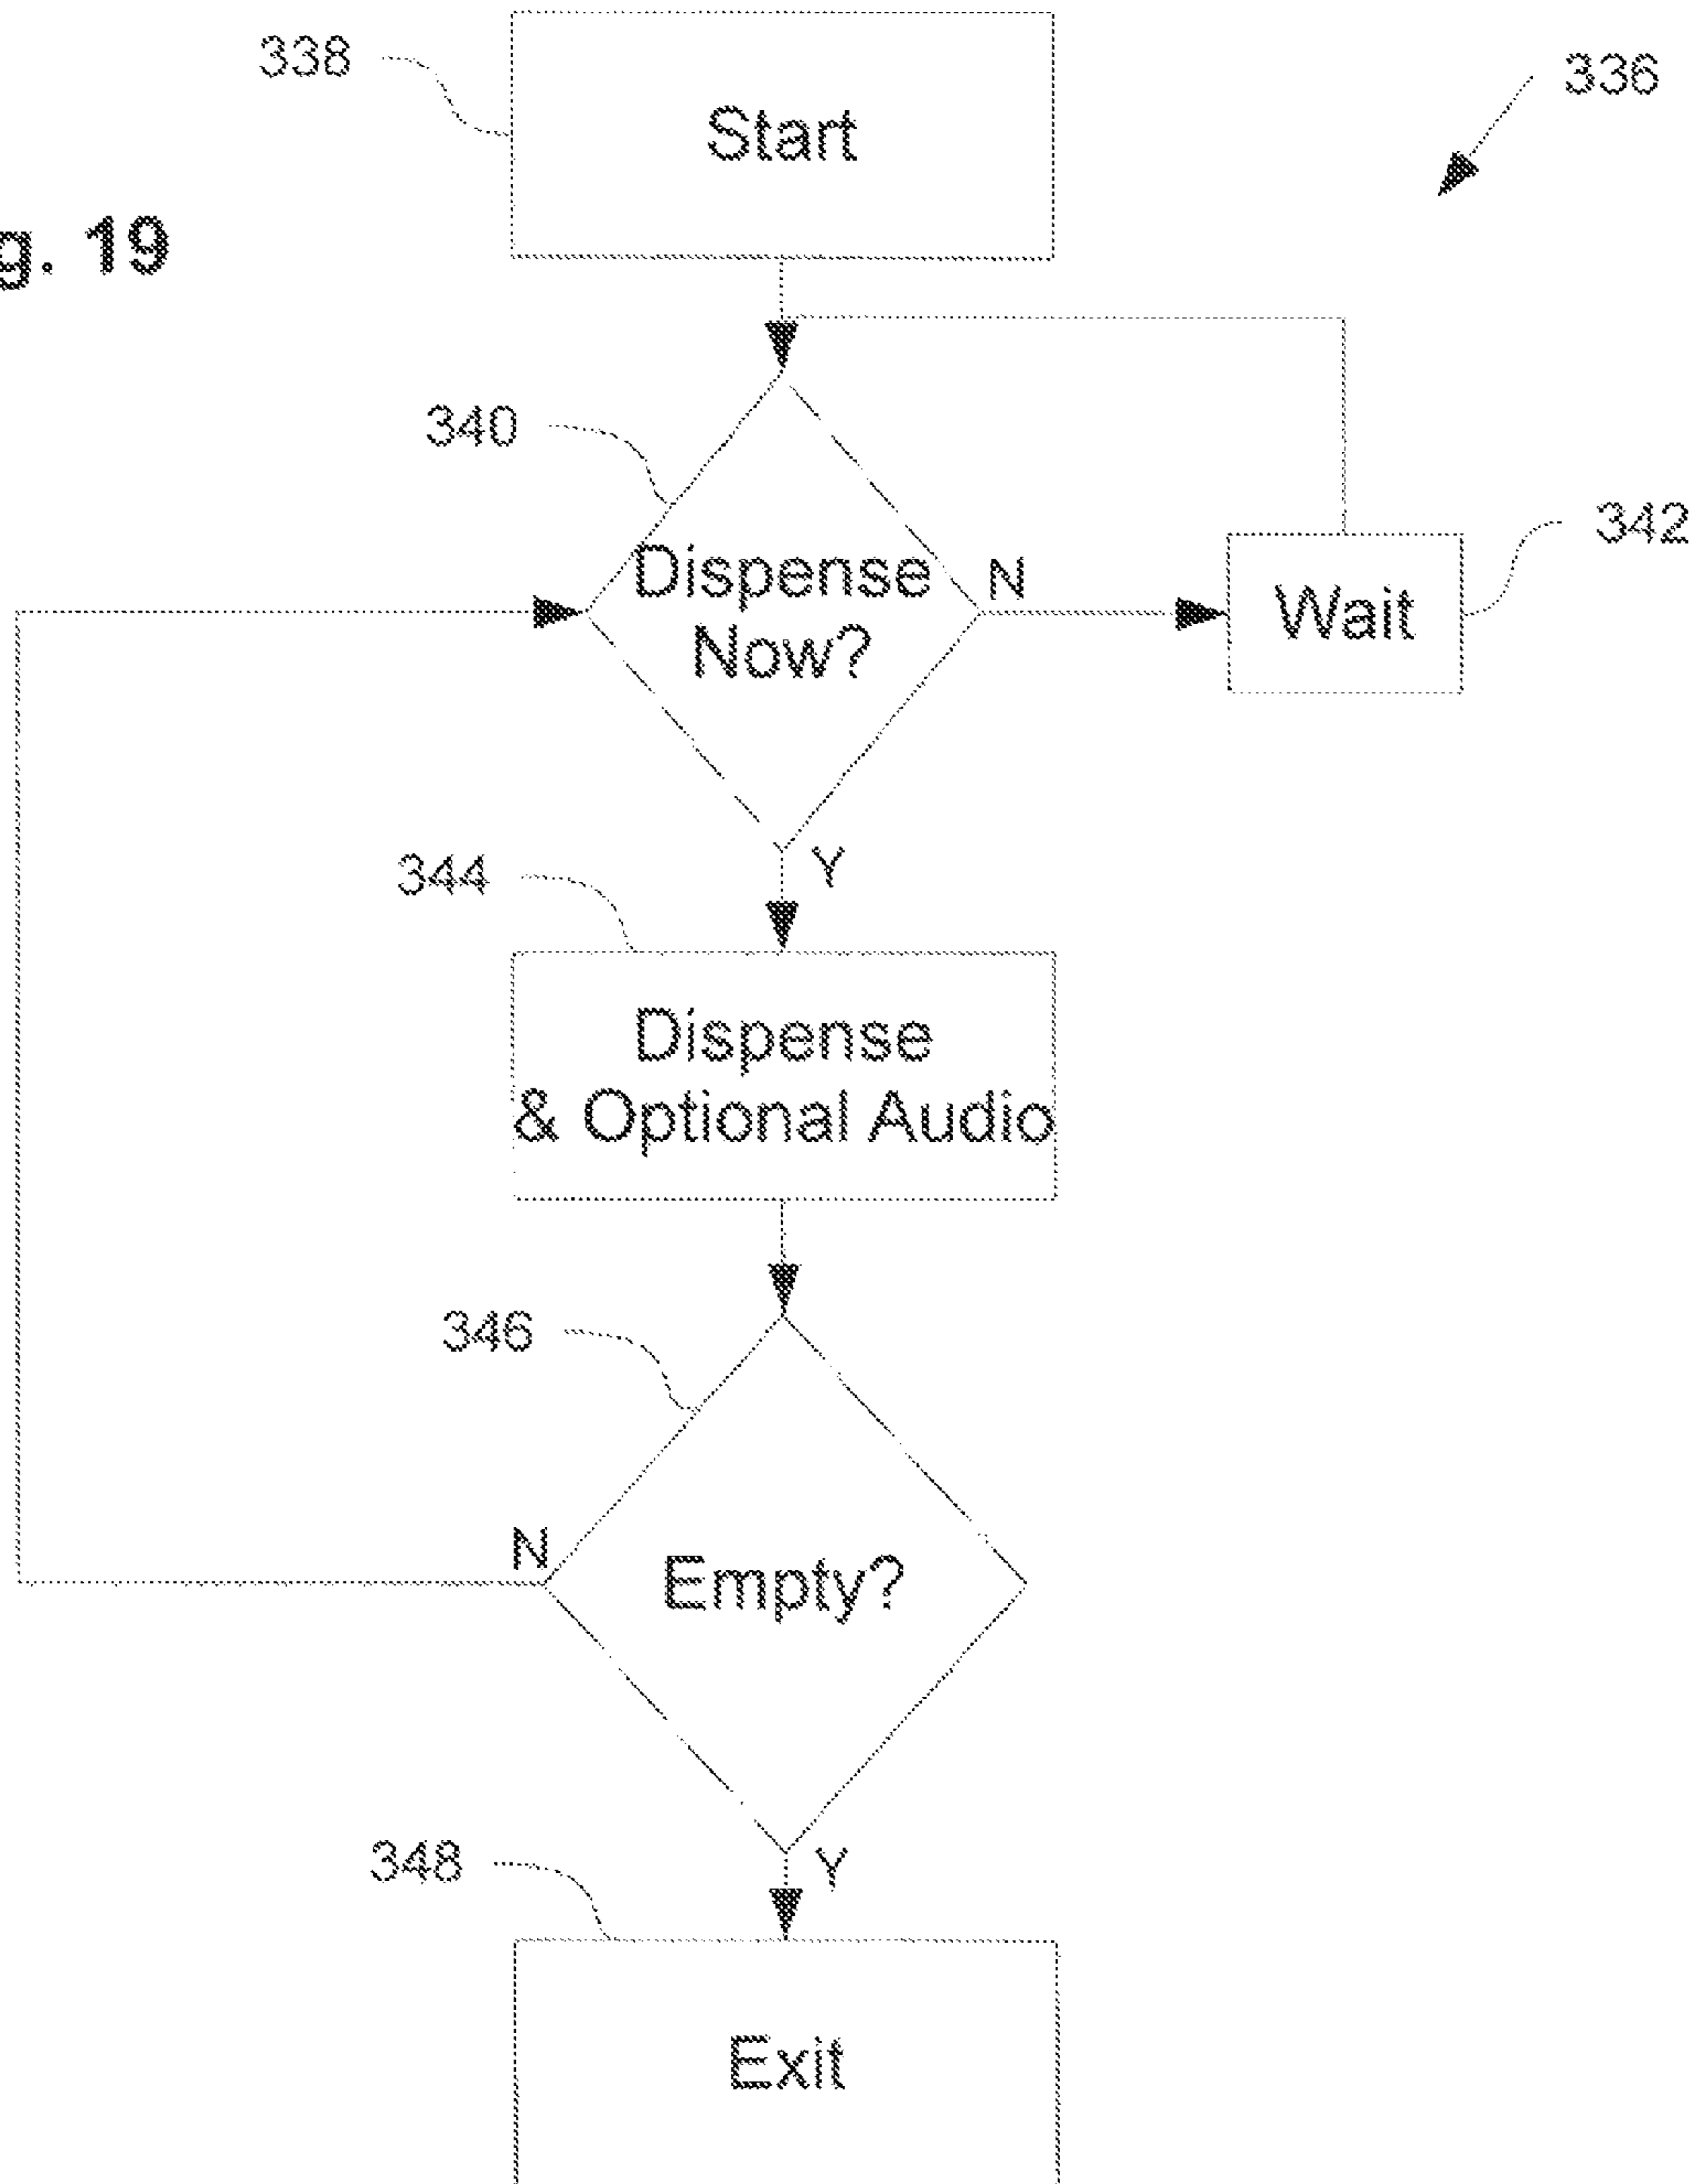 338
Start
336
g. 19
340
Dispense
Now?
N
Wait
342
Y
344
Dispense
& Optional Audio
346
N
Empty?
Y
348
Exit